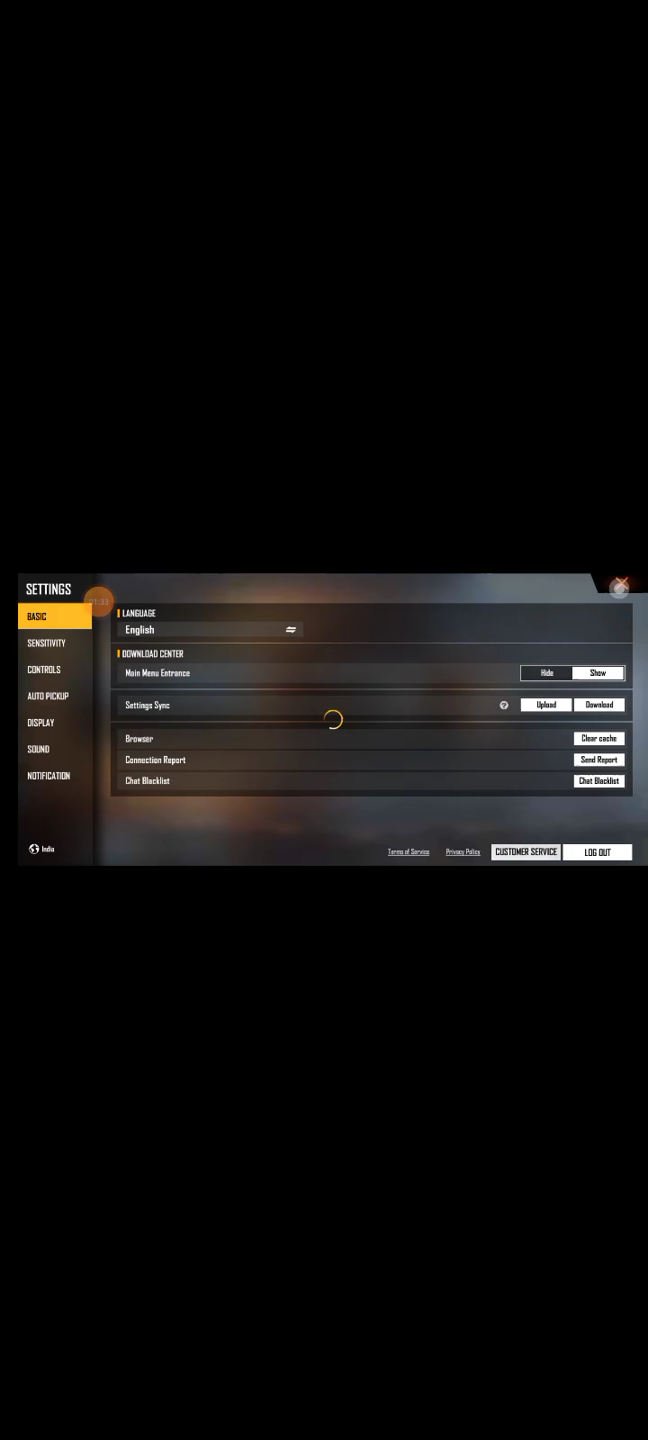 SETTINGS
01:33
BASIC
SENSITIVITY
CONTROLS
AUTO PICKUP
DISPLAY
SOUND
NOTIFICATION
India
LANGUAGE
English
DOWNLOAD CENTER
Main Menu Entrance
Hide
Show
Settings Sync
?
Upload
Download
Browser
Clear cache
Connection Report
Send Report
Chat Blacklist
Chat Blacklist
Terms of Service
Privacy Policy
CUSTOMER SERVICE
LOG OUT